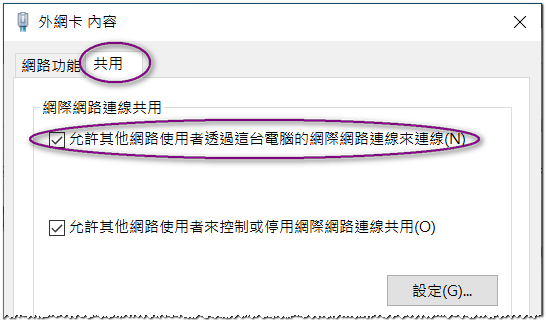 外網卡 內容
網路功能
共用
網際網路連線共用
允許其他網路使用者透過這台電腦的網際網路連線來連線(N)
允許其他網路使用者來控制或停用網際網路連線共用(O)
設定(G)...